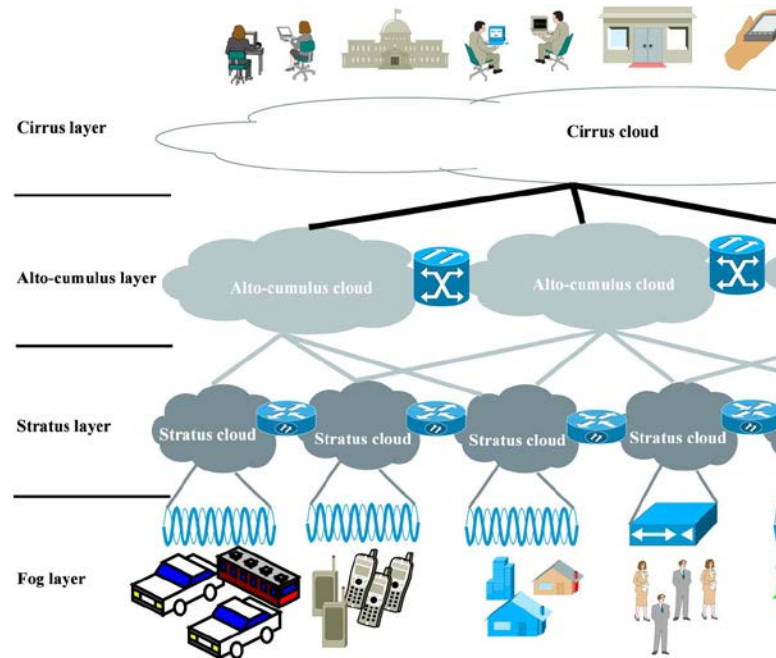 Cirrus layer
Cirrus cloud
Alto-cumulus layer
Alto-cumulus cloud
Alto-cumulus cloud
Stratus layer
Stratus cloud
Stratus cloud
Stratus cloud
Stratus cloud
Fog layer